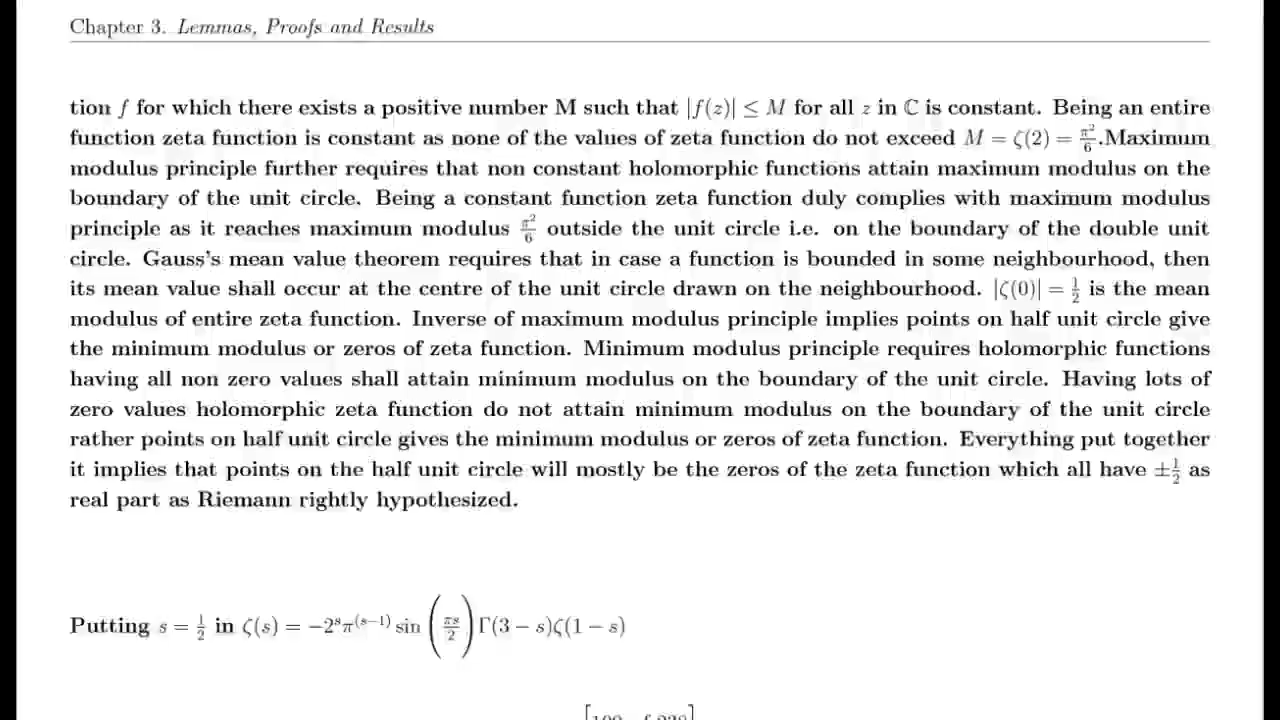 Chapter 3. Lemmas, Proofs and Results
tion f for which there exists a positive number M such that |f(z)| ≤ M for all z in ℂ is constant. Being an entire
function zeta function is constant as none of the values of zeta function do not exceed M = ζ(2) = π²/6.Maximum
modulus principle further requires that non constant holomorphic functions attain maximum modulus on the
boundary of the unit circle. Being a constant function zeta function duly complies with maximum modulus
principle as it reaches maximum modulus π²/6 outside the unit circle i.e. on the boundary of the double unit
circle. Gauss's mean value theorem requires that in case a function is bounded in some neighbourhood, then
its mean value shall occur at the centre of the unit circle drawn on the neighbourhood. |ζ(0)| = 1/2 is the mean
modulus of entire zeta function. Inverse of maximum modulus principle implies points on half unit circle give
the minimum modulus or zeros of zeta function. Minimum modulus principle requires holomorphic functions
having all non zero values shall attain minimum modulus on the boundary of the unit circle. Having lots of
zero values holomorphic zeta function do not attain minimum modulus on the boundary of the unit circle
rather points on half unit circle gives the minimum modulus or zeros of zeta function. Everything put together
it implies that points on the half unit circle will mostly be the zeros of the zeta function which all have ±1/2 as
real part as Riemann rightly hypothesized.
Putting s = 1/2 in ζ(s) = −2^s π^(s−1) sin(πs/2) Γ(3 − s)ζ(1 − s)